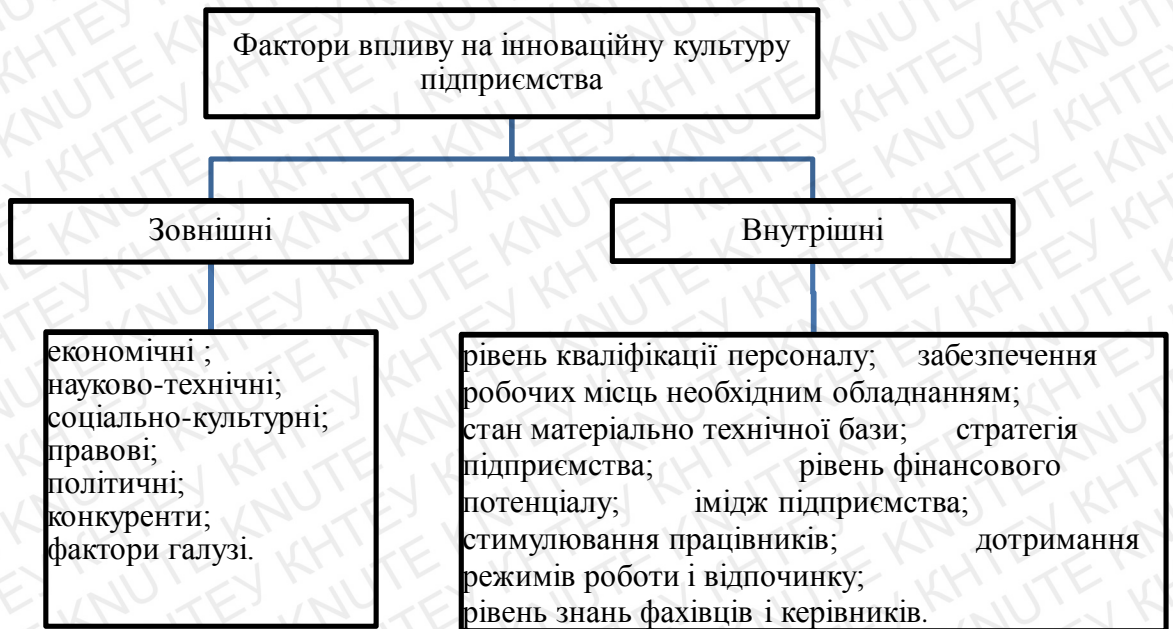 Фактори впливу на інноваційну культуру
підприємства
Зовнішні
Внутрішні
економічні ;
науково-технічні;
соціально-культурні;
правові;
політичні;
конкуренти;
фактори галузі.
рівень кваліфікації персоналу; забезпечення
робочих місць необхідним обладнанням;
стан матеріально технічної бази; стратегія
підприємства; рівень фінансового
потенціалу; імідж підприємства;
стимулювання працівників; дотримання
режимів роботи і відпочинку;
рівень знань фахівців і керівників.